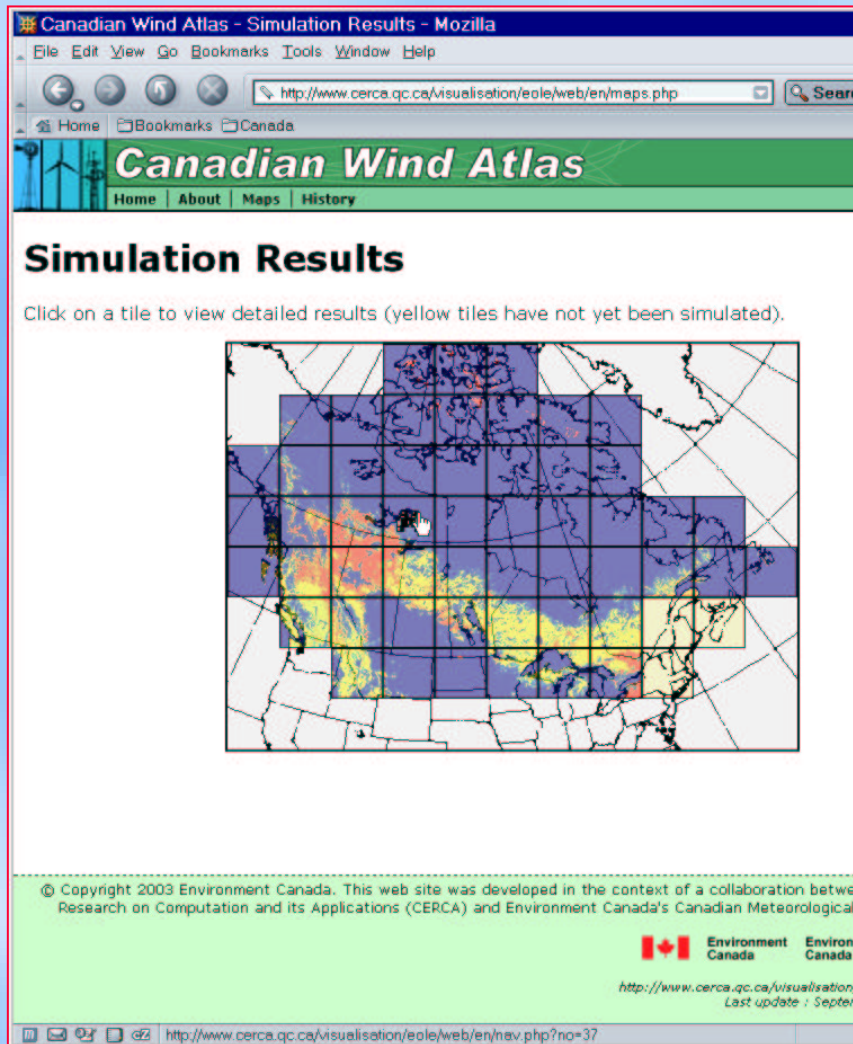 Canadian Wind Atlas - Simulation Results - Mozilla
File Edit View Go Bookmarks Tools Window Help
http://www.cerca.qc.ca/visualisation/eole/web/en/maps.php Sear
Home Bookmarks Canada
Canadian Wind Atlas
Home | About | Maps | History
Simulation Results
Click on a tile to view detailed results (yellow tiles have not yet been simulated).
© Copyright 2003 Environment Canada. This web site was developed in the context of a collaboration betwe
Research on Computation and its Applications (CERCA) and Environment Canada's Canadian Meteorological
Environment Environ
Canada Canada
http://www.cerca.qc.ca/visualisation/
Last update : Septer
http://www.cerca.qc.ca/visualisation/eole/web/en/nav.php?no=37